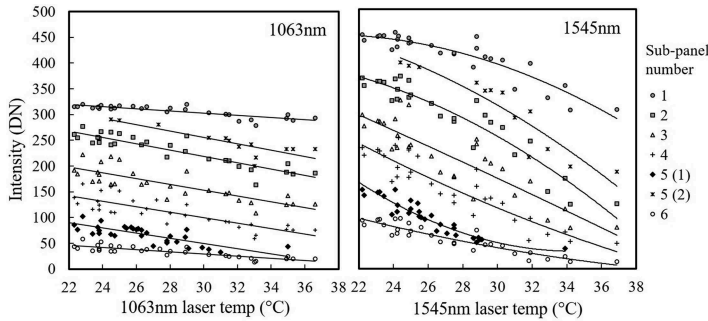 500
450
400
350
300
250
200
150
100
50
0
Intensity (DN)
1063nm
22 24 26 28 30 32 34 36 38
1063nm laser temp (°C)
1545nm
22 24 26 28 30 32 34 36 38
1545nm laser temp (°C)
Sub-panel
number
1
2
3
4
5 (1)
5 (2)
6